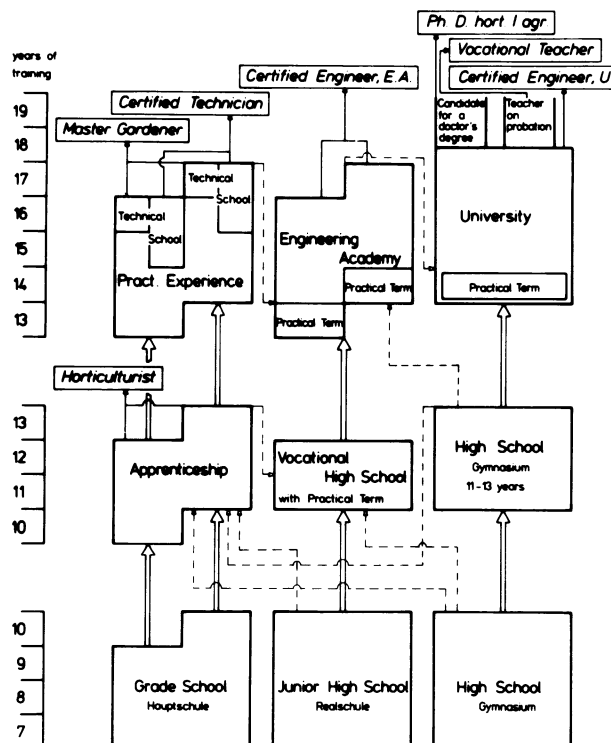 Ph. D. hort / agr
Vocational Teacher
Certified Engineer, U
Certified Engineer, E.A.
Certified Technician
Master Gardener
years of
training
19
18
17
16
15
14
13
Candidate
for a
doctor's
degree
Teacher
on
probation
Technical
School
Technical
School
Pract. Experience
Engineering
Academy
Practical Term
Practical Term
University
Practical Term
Horticulturist
13
12
11
10
Apprenticeship
Vocational
High School
with Practical Term
High School
Gymnasium
11-13 years
10
9
8
7
Grade School
Hauptschule
Junior High School
Realschule
High School
Gymnasium